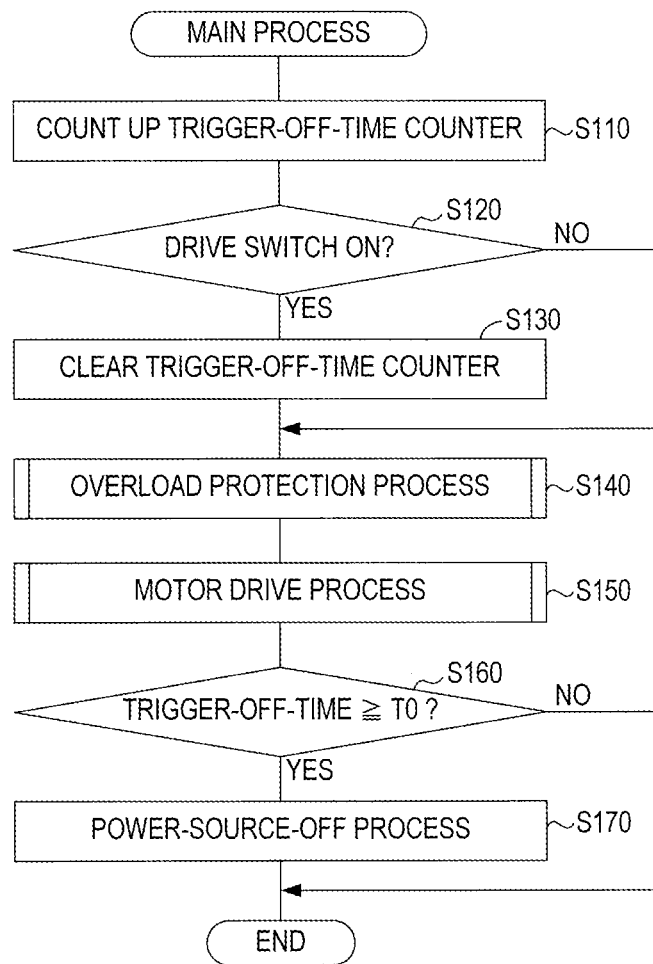 MAIN PROCESS
COUNT UP TRIGGER-OFF-TIME COUNTER
S110
S120
DRIVE SWITCH ON?
NO
YES
S130
CLEAR TRIGGER-OFF-TIME COUNTER
OVERLOAD PROTECTION PROCESS
S140
MOTOR DRIVE PROCESS
S150
S160
TRIGGER-OFF-TIME ≧ T0 ?
NO
YES
POWER-SOURCE-OFF PROCESS
S170
END